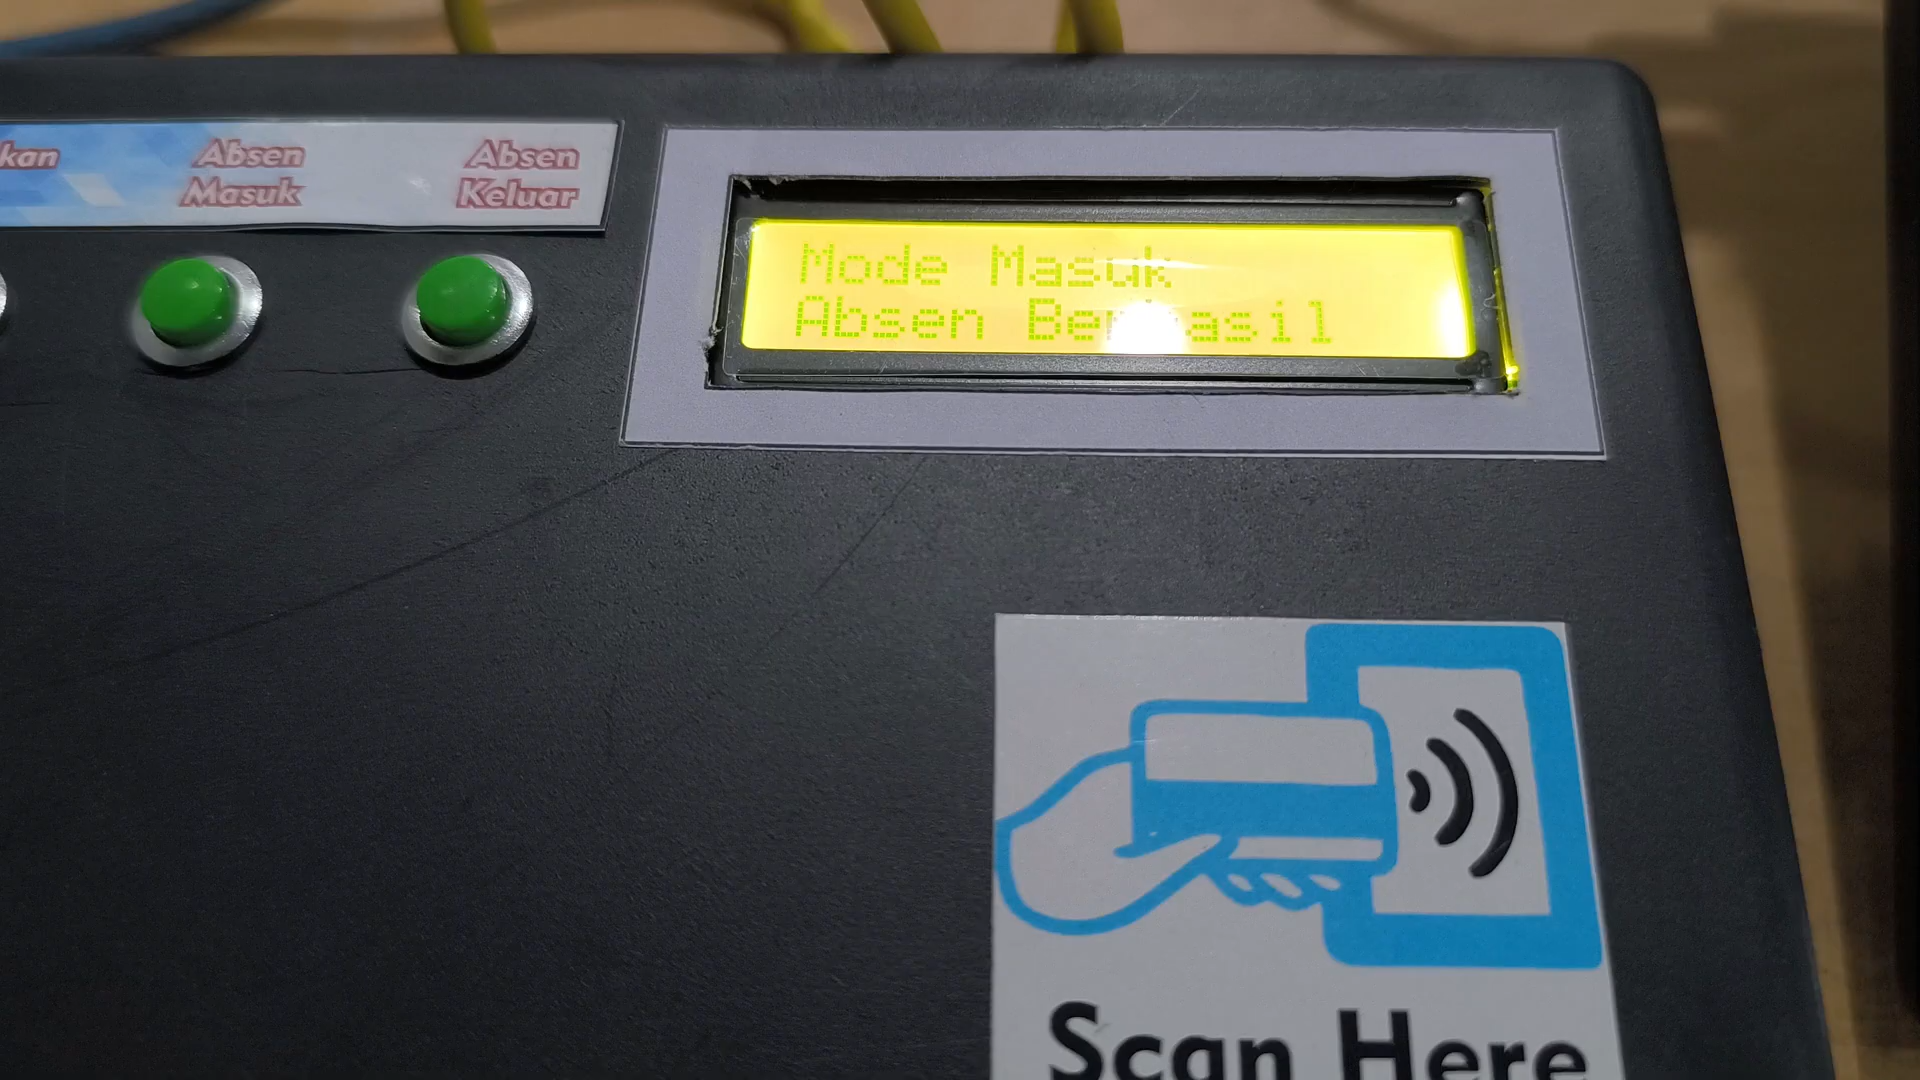 kan
Absen
Masuk
Absen
Keluar
Mode Masuk
Absen Berhasil
Scan Here